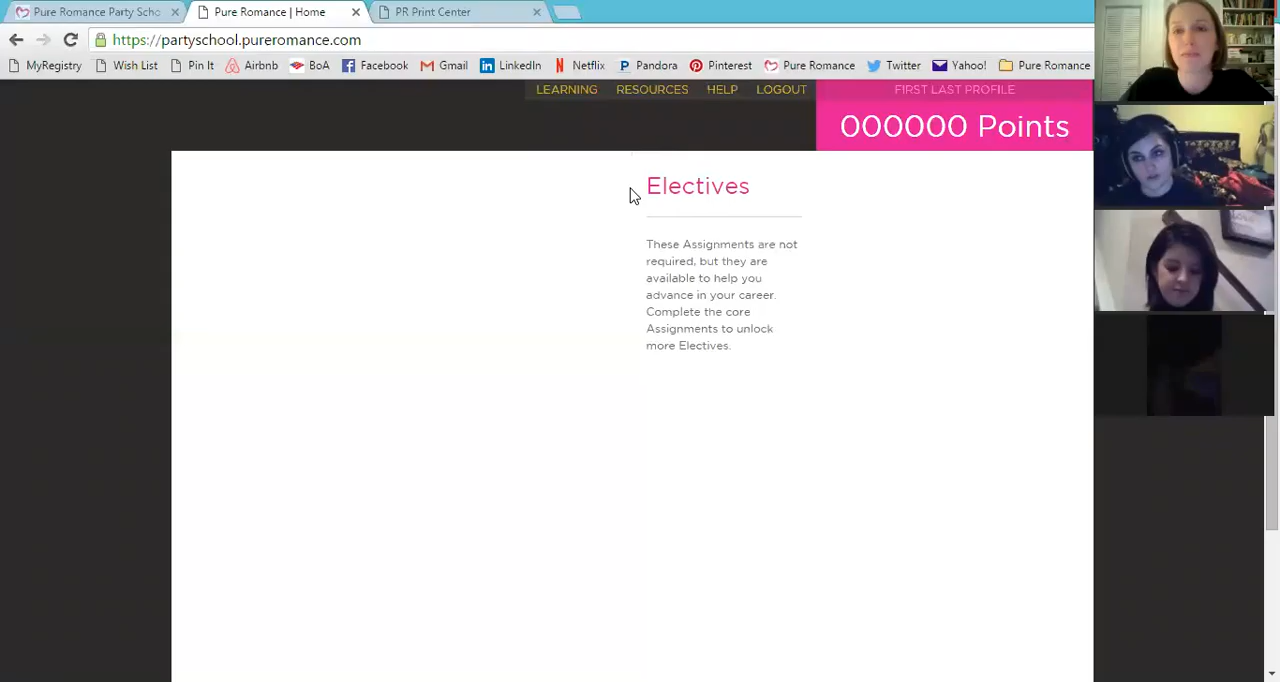 Pure Romance Party Scho
Pure Romance | Home
PR Print Center
https://partyschool.pureromance.com
MyRegistry Wish List Pin It Airbnb BoA Facebook Gmail LinkedIn Netflix Pandora Pinterest Pure Romance Twitter Yahoo! Pure Romance
LEARNING RESOURCES HELP LOGOUT
FIRST LAST PROFILE
000000 Points
Electives
These Assignments are not
required, but they are
available to help you
advance in your career.
Complete the core
Assignments to unlock
more Electives.